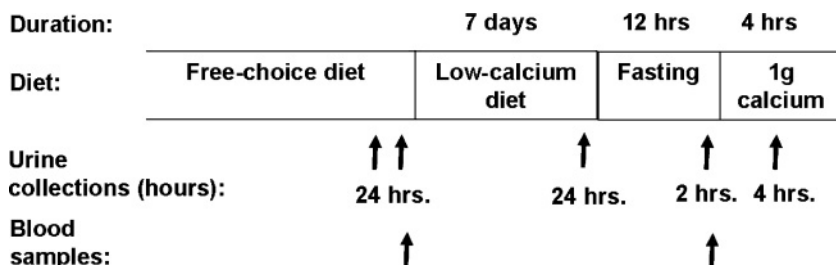 Duration: 7 days 12 hrs 4 hrs
Diet: Free-choice diet Low-calcium diet Fasting 1g calcium
Urine collections (hours): 24 hrs. 24 hrs. 2 hrs. 4 hrs.
Blood samples: